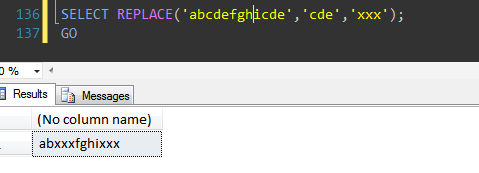 136 SELECT REPLACE('abcdefghicde','cde','xxx');
137 GO
0 %
Results Messages
(No column name)
abxxxfghixxx